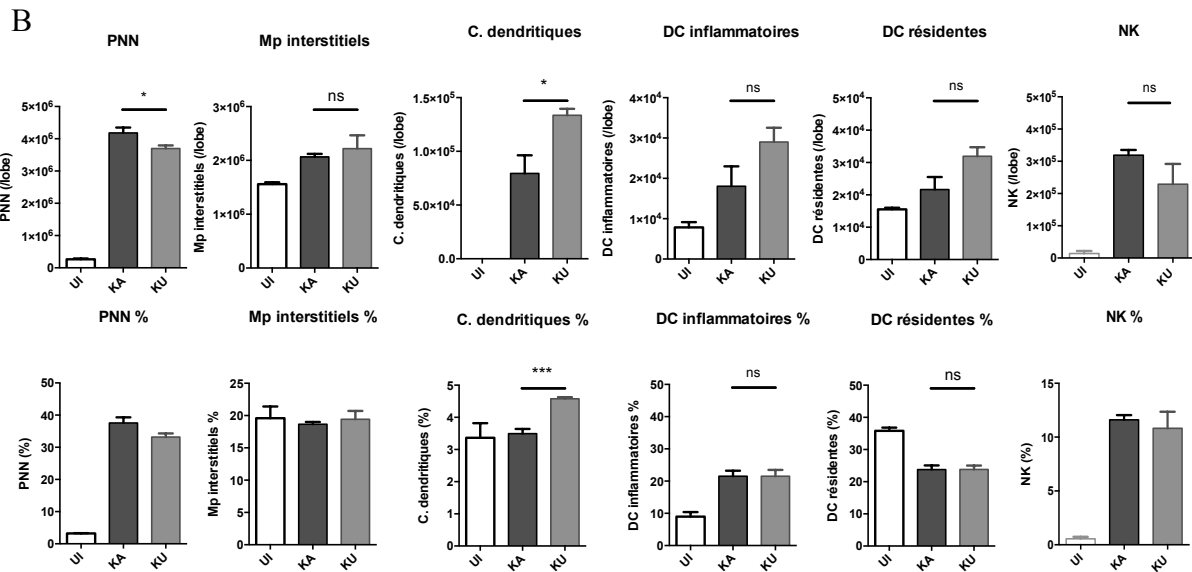 B
PNN
Mp interstitiels
C. dendritiques
DC inflammatoires
DC résidentes
NK
PNN (/lobe)
5×10⁶
4×10⁶
3×10⁶
2×10⁶
1×10⁶
0
*
UI
KA
KU
Mp interstitiels (/lobe)
3×10⁶
2×10⁶
1×10⁶
0
ns
UI
KA
KU
C. dendritiques (/lobe)
1.5×10⁵
1.0×10⁵
5.0×10⁴
0.0
*
UI
KA
KU
DC inflammatoires (/lobe)
4×10⁴
3×10⁴
2×10⁴
1×10⁴
0
ns
UI
KA
KU
DC résidentes (/lobe)
5×10⁴
4×10⁴
3×10⁴
2×10⁴
1×10⁴
0
ns
UI
KA
KU
NK (/lobe)
5×10⁵
4×10⁵
3×10⁵
2×10⁵
1×10⁵
0
ns
UI
KA
KU
PNN %
Mp interstitiels %
C. dendritiques %
DC inflammatoires %
DC résidentes %
NK %
PNN (%)
50
40
30
20
10
0
UI
KA
KU
Mp interstitiels %
25
20
15
10
5
0
UI
KA
KU
C. dendritiques (%)
5
4
3
2
1
0
***
UI
KA
KU
DC inflammatoires %
50
40
30
20
10
0
ns
UI
KA
KU
DC résidentes (%)
50
40
30
20
10
0
ns
UI
KA
KU
NK (%)
15
10
5
0
UI
KA
KU